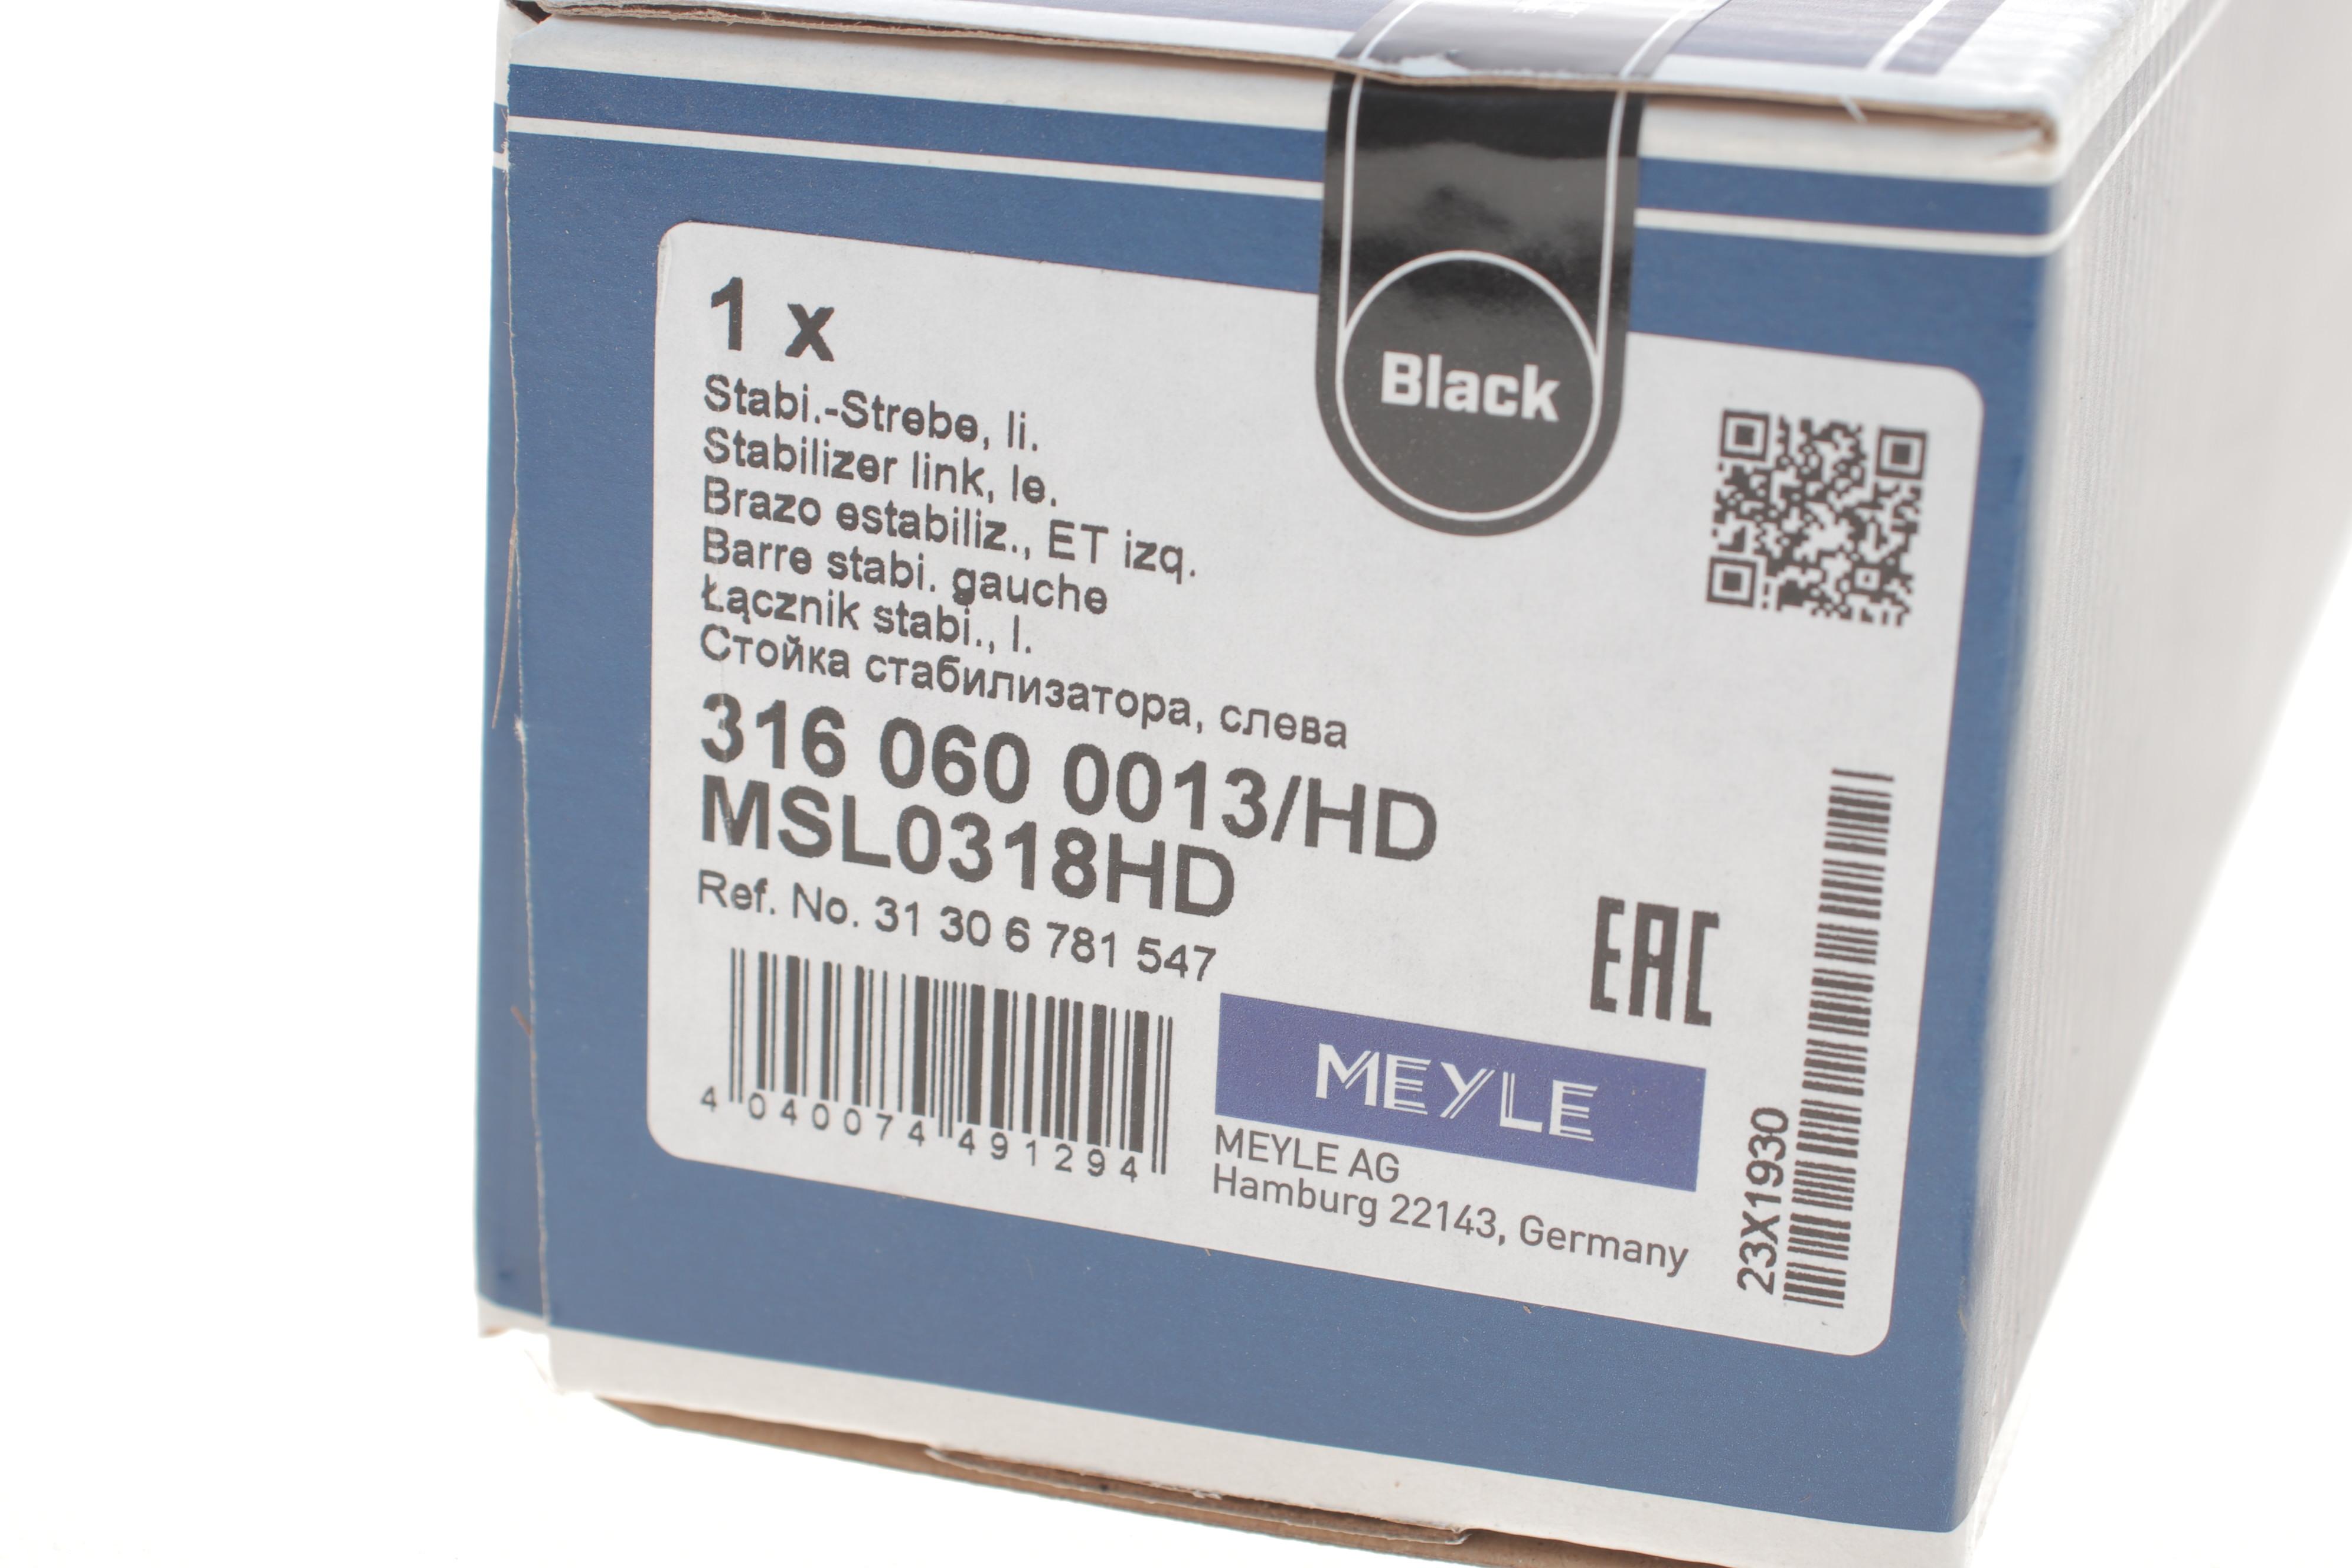 Black
1 x
Stabi.-Strebe, li.
Stabilizer link, le.
Brazo estabiliz., ET izq.
Barre stabi. gauche
Łącznik stabi., l.
Стойка стабилизатора, слева
316 060 0013/HD
MSL0318HD
Ref. No. 31 30 6 781 547
4 040074 491294
EAC
MEYLE
MEYLE AG
Hamburg 22143, Germany
23X1930